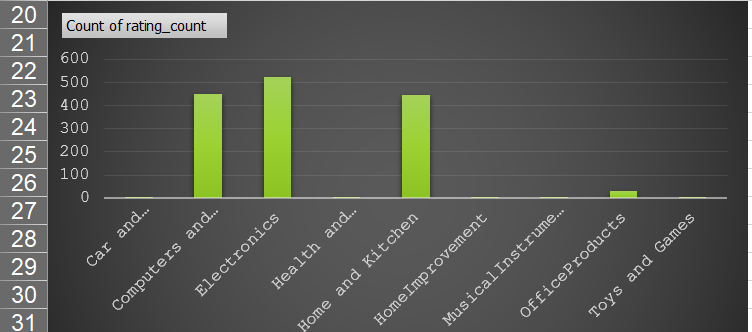 20
21
22
23
24
25
26
27
28
29
30
31
Count of rating_count
600
500
400
300
200
100
0
Car and…
Computers and…
Electronics
Health and…
Home and Kitchen
HomeImprovement
MusicalInstrume…
OfficeProducts
Toys and Games